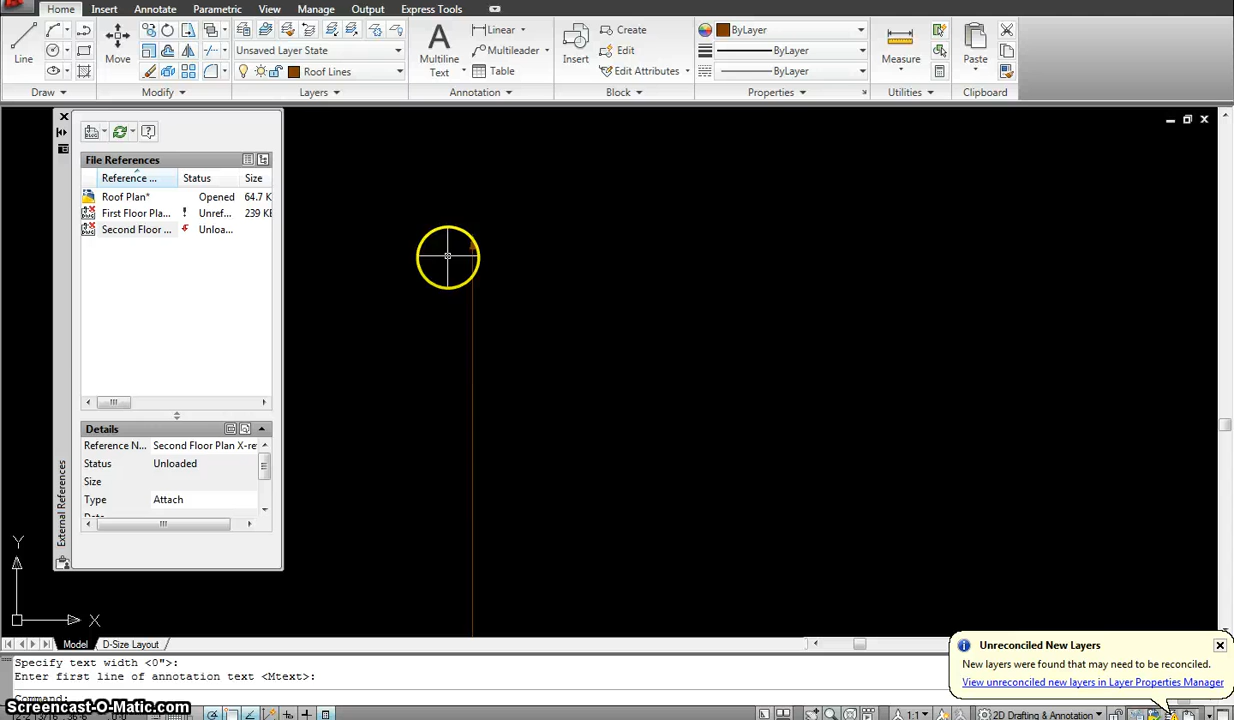 Home Insert Annotate Parametric View Manage Output Express Tools
Line Move Unsaved Layer State Multiline Text Linear Insert Create ByLayer Measure Paste
Multileader Edit ByLayer
Roof Lines Table Edit Attributes ByLayer
Draw Modify Layers Annotation Block Properties Utilities Clipboard
File References
Reference ... Status Size
Roof Plan* Opened 64.7 K
First Floor Pla... ! Unref... 239 KE
Second Floor ... Unloa...
Details
Reference N... Second Floor Plan X-re
Status Unloaded
Size
Type Attach
External References
Y
X
Model D-Size Layout
Specify text width <0">:
Enter first line of annotation text <Mtext>:
Command:
Unreconciled New Layers
New layers were found that may need to be reconciled.
View unreconciled new layers in Layer Properties Manager
Screencast-O-Matic.com
1:1 2D Drafting & Annotation